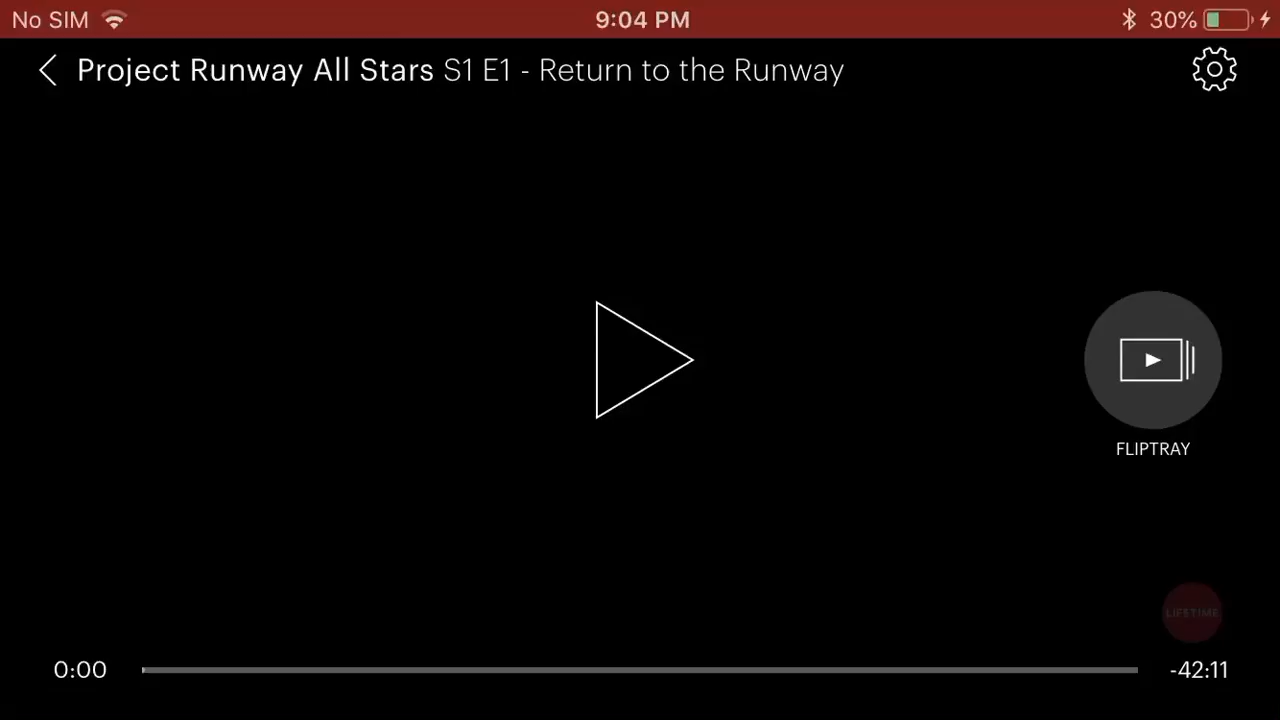 No SIM 9:04 PM 30%
Project Runway All Stars S1 E1 - Return to the Runway
FLIPTRAY
LIFETIME
0:00 -42:11